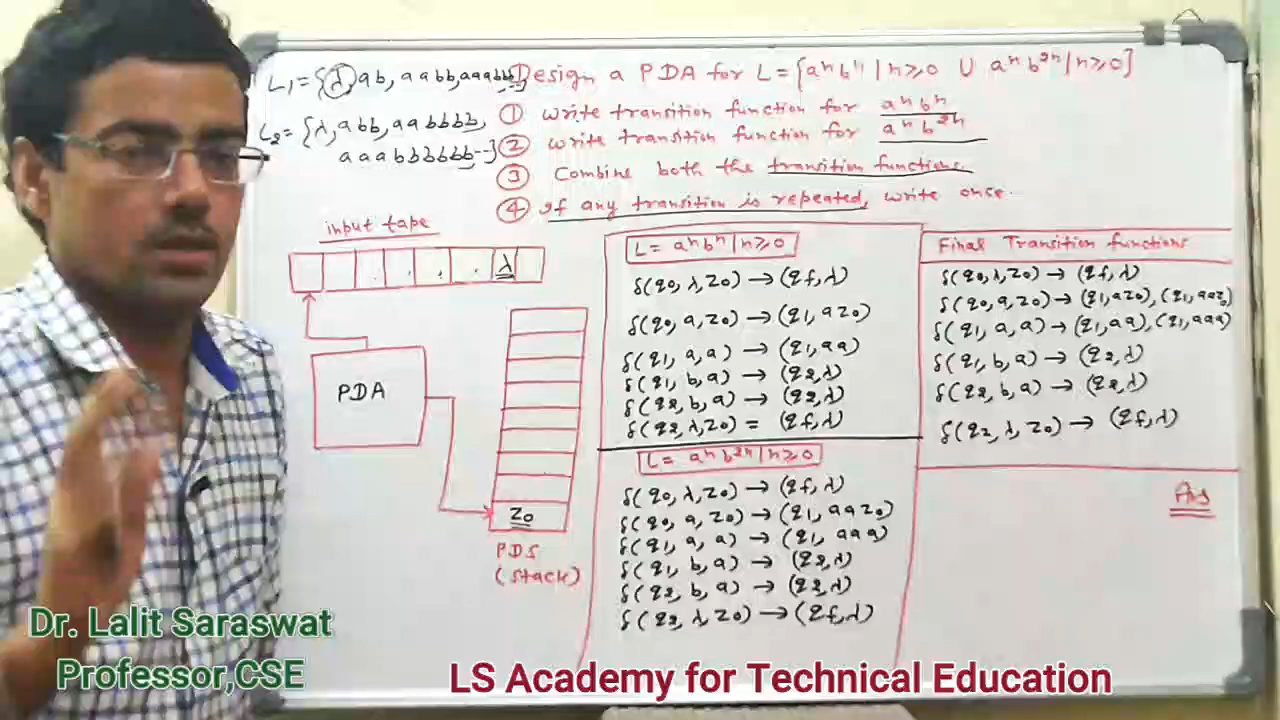 L₁={λ, ab, aabb, aaabbb...}
L₂={λ, abb, aabbbb,
aaabbbbbb--}
Design a PDA for L={aⁿbⁿ|n≥0 ∪ aⁿb²ⁿ|n≥0}
① Write transition function for aⁿbⁿ
② Write transition function for aⁿb²ⁿ
③ Combine both the transition functions.
④ If any transition is repeated, write once.
input tape
λ
PDA
Z₀
PDS
(Stack)
L = aⁿbⁿ|n≥0
δ(q₀, λ, Z₀) → (qf, λ)
δ(q₀, a, Z₀) → (q₁, aZ₀)
δ(q₁, a, a) → (q₁, aa)
δ(q₁, b, a) → (q₂, λ)
δ(q₂, b, a) → (q₂, λ)
δ(q₂, λ, Z₀) = (qf, λ)
L = aⁿb²ⁿ|n≥0
δ(q₀, λ, Z₀) → (qf, λ)
δ(q₀, a, Z₀) → (q₁, aaZ₀)
δ(q₁, a, a) → (q₁, aaa)
δ(q₁, b, a) → (q₂, λ)
δ(q₂, b, a) → (q₂, λ)
δ(q₂, λ, Z₀) → (qf, λ)
Final Transition functions
δ(q₀, λ, Z₀) → (qf, λ)
δ(q₀, a, Z₀) → (q₁, aZ₀), (q₁, aaZ₀)
δ(q₁, a, a) → (q₁, aa), (q₁, aaa)
δ(q₁, b, a) → (q₂, λ)
δ(q₂, b, a) → (q₂, λ)
δ(q₂, λ, Z₀) → (qf, λ)
Ans
Dr. Lalit Saraswat
Professor,CSE
LS Academy for Technical Education